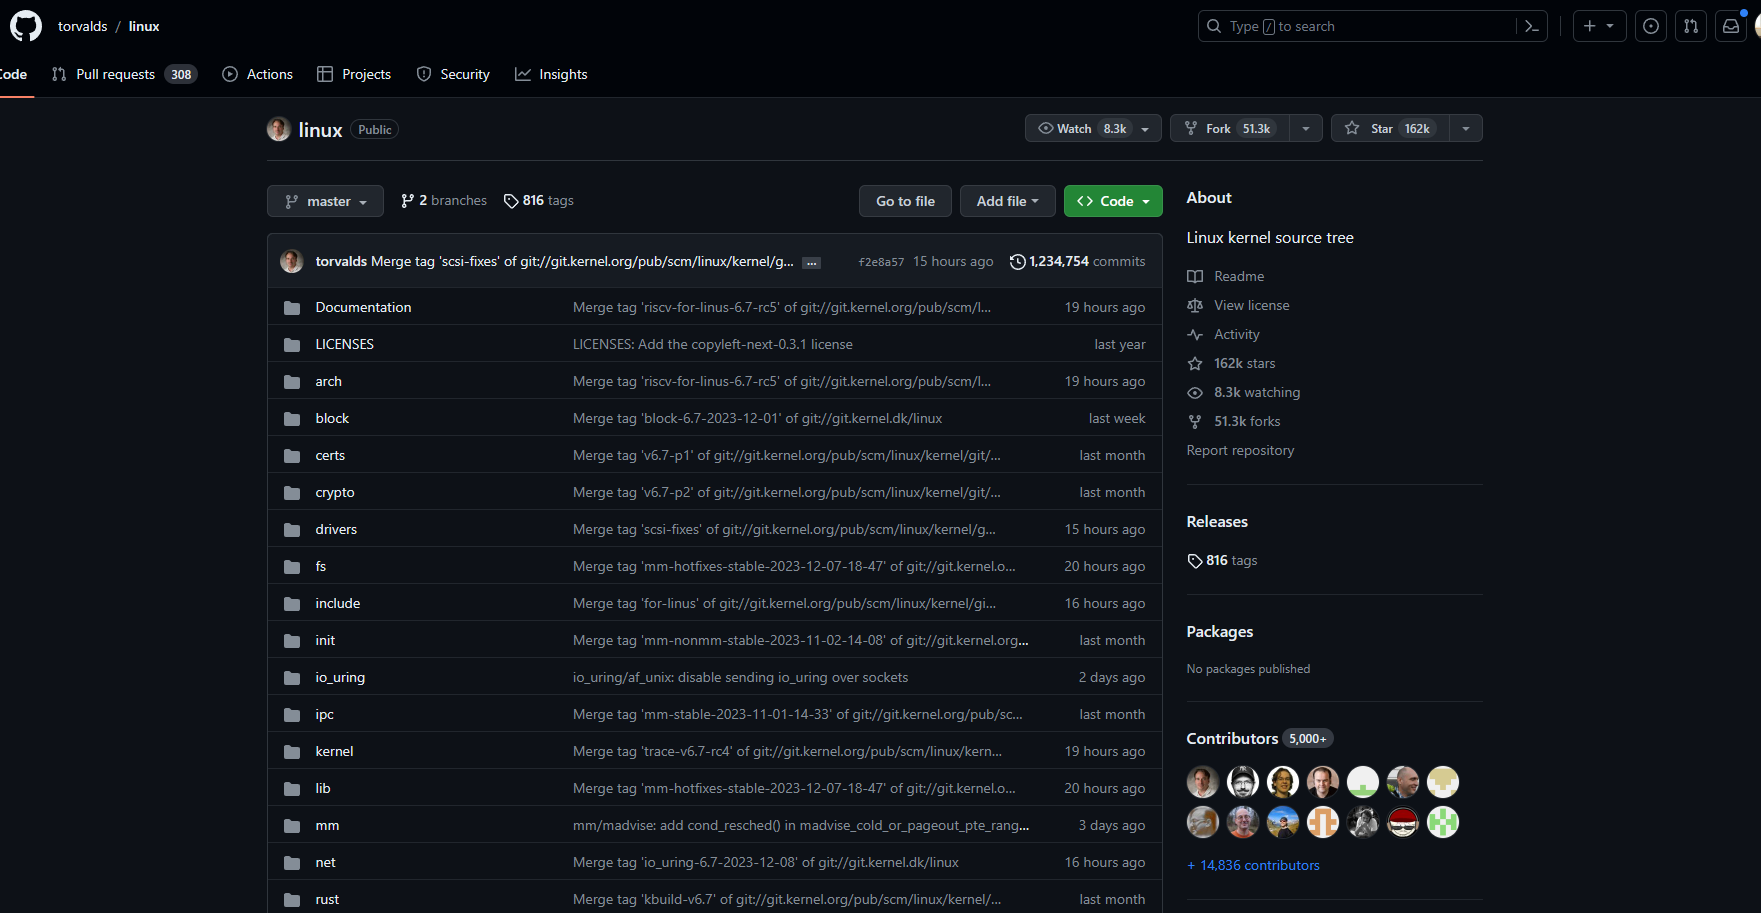 torvalds / linux
Type / to search
Code Pull requests 308 Actions Projects Security Insights
linux Public
Watch 8.3k Fork 51.3k Star 162k
master 2 branches 816 tags Go to file Add file Code
torvalds Merge tag 'scsi-fixes' of git://git.kernel.org/pub/scm/linux/kernel/g... ... f2e8a57 15 hours ago 1,234,754 commits
Documentation Merge tag 'riscv-for-linus-6.7-rc5' of git://git.kernel.org/pub/scm/l... 19 hours ago
LICENSES LICENSES: Add the copyleft-next-0.3.1 license last year
arch Merge tag 'riscv-for-linus-6.7-rc5' of git://git.kernel.org/pub/scm/l... 19 hours ago
block Merge tag 'block-6.7-2023-12-01' of git://git.kernel.dk/linux last week
certs Merge tag 'v6.7-p1' of git://git.kernel.org/pub/scm/linux/kernel/git/... last month
crypto Merge tag 'v6.7-p2' of git://git.kernel.org/pub/scm/linux/kernel/git/... last month
drivers Merge tag 'scsi-fixes' of git://git.kernel.org/pub/scm/linux/kernel/g... 15 hours ago
fs Merge tag 'mm-hotfixes-stable-2023-12-07-18-47' of git://git.kernel.o... 20 hours ago
include Merge tag 'for-linus' of git://git.kernel.org/pub/scm/linux/kernel/gi... 16 hours ago
init Merge tag 'mm-nonmm-stable-2023-11-02-14-08' of git://git.kernel.org... last month
io_uring io_uring/af_unix: disable sending io_uring over sockets 2 days ago
ipc Merge tag 'mm-stable-2023-11-01-14-33' of git://git.kernel.org/pub/sc... last month
kernel Merge tag 'trace-v6.7-rc4' of git://git.kernel.org/pub/scm/linux/kern... 19 hours ago
lib Merge tag 'mm-hotfixes-stable-2023-12-07-18-47' of git://git.kernel.o... 20 hours ago
mm mm/madvise: add cond_resched() in madvise_cold_or_pageout_pte_rang... 3 days ago
net Merge tag 'io_uring-6.7-2023-12-08' of git://git.kernel.dk/linux 16 hours ago
rust Merge tag 'kbuild-v6.7' of git://git.kernel.org/pub/scm/linux/kernel/... last month
About
Linux kernel source tree
Readme
View license
Activity
162k stars
8.3k watching
51.3k forks
Report repository
Releases
816 tags
Packages
No packages published
Contributors 5,000+
+ 14,836 contributors